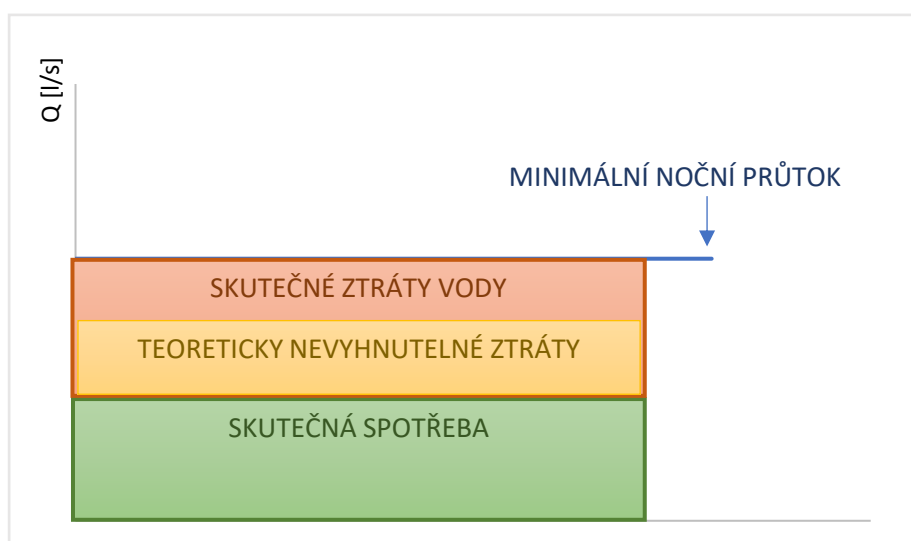 Q [l/s]
MINIMÁLNÍ NOČNÍ PRŮTOK
SKUTEČNÉ ZTRÁTY VODY
TEORETICKY NEVYHNUTELNÉ ZTRÁTY
SKUTEČNÁ SPOTŘEBA